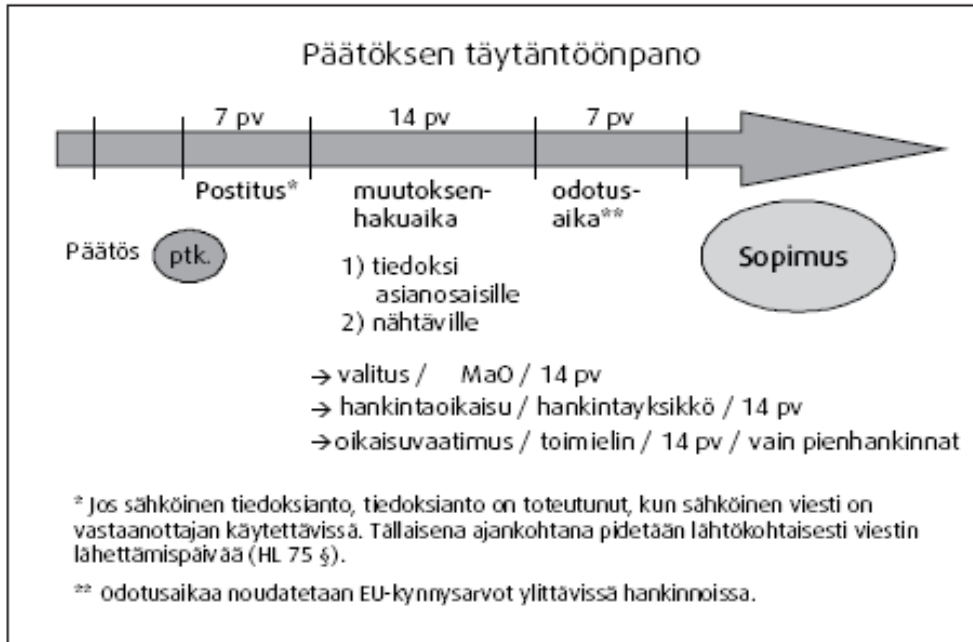 Päätöksen täytäntöönpano
7 pv 14 pv 7 pv
Postitus* muutoksen- odotus-
hakuaika aika**
Päätös ptk. Sopimus
1) tiedoksi
asianosaisille
2) nähtäville
→ valitus / MaO / 14 pv
→ hankintaoikaisu / hankintayksikkö / 14 pv
→oikaisuvaatimus / toimielin / 14 pv / vain pienhankinnat
* Jos sähköinen tiedoksianto, tiedoksianto on toteutunut, kun sähköinen viesti on
vastaanottajan käytettävissä. Tällaisena ajankohtana pidetään lähtökohtaisesti viestin
lähettämispäivää (HL 75 §).
** Odotusaikaa noudatetaan EU-kynnysarvot ylittävissä hankinnoissa.